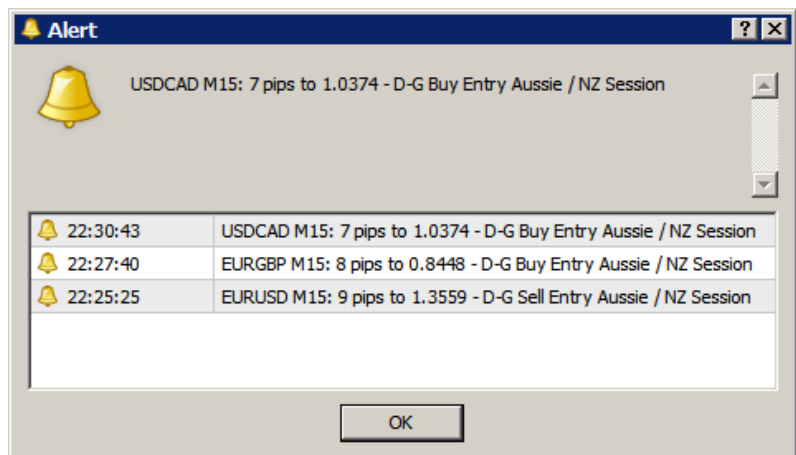 Alert
USDCAD M15: 7 pips to 1.0374 - D-G Buy Entry Aussie / NZ Session
22:30:43 USDCAD M15: 7 pips to 1.0374 - D-G Buy Entry Aussie / NZ Session
22:27:40 EURGBP M15: 8 pips to 0.8448 - D-G Buy Entry Aussie / NZ Session
22:25:25 EURUSD M15: 9 pips to 1.3559 - D-G Sell Entry Aussie / NZ Session
OK